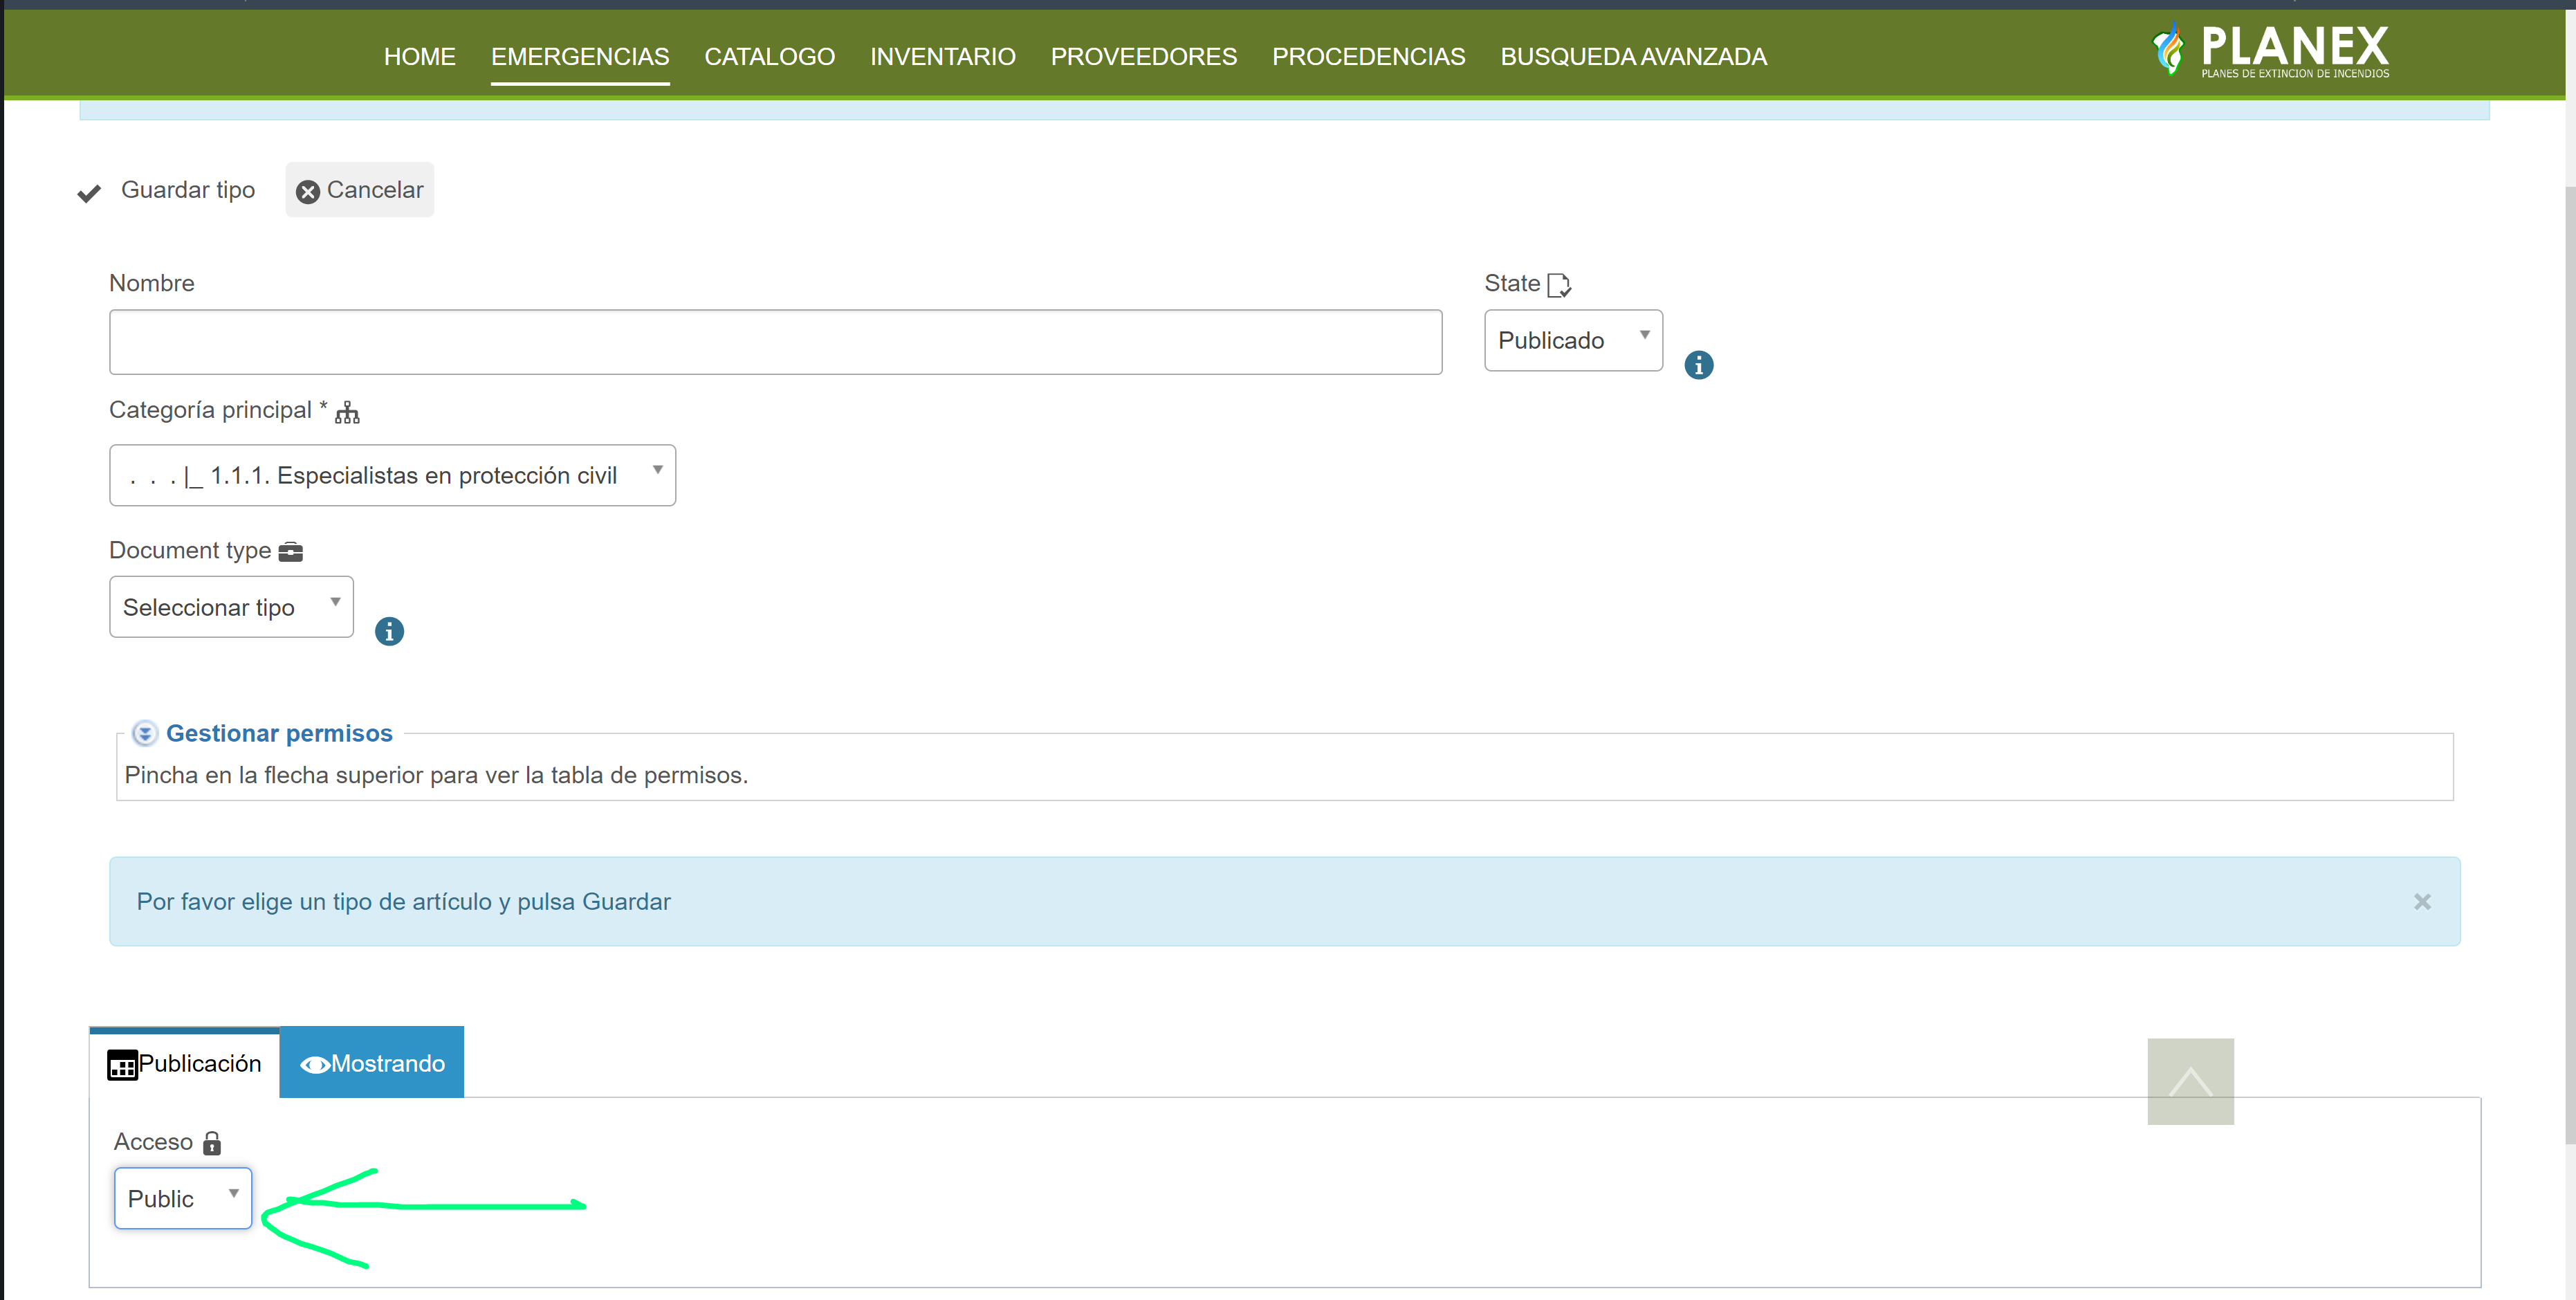 HOME EMERGENCIAS CATALOGO INVENTARIO PROVEEDORES PROCEDENCIAS BUSQUEDA AVANZADA
PLANEX
PLANES DE EXTINCION DE INCENDIOS
Guardar tipo Cancelar
Nombre
State
Publicado
Categoría principal *
. . . |_ 1.1.1. Especialistas en protección civil
Document type
Seleccionar tipo
Gestionar permisos
Pincha en la flecha superior para ver la tabla de permisos.
Por favor elige un tipo de artículo y pulsa Guardar
Publicación Mostrando
Acceso
Public